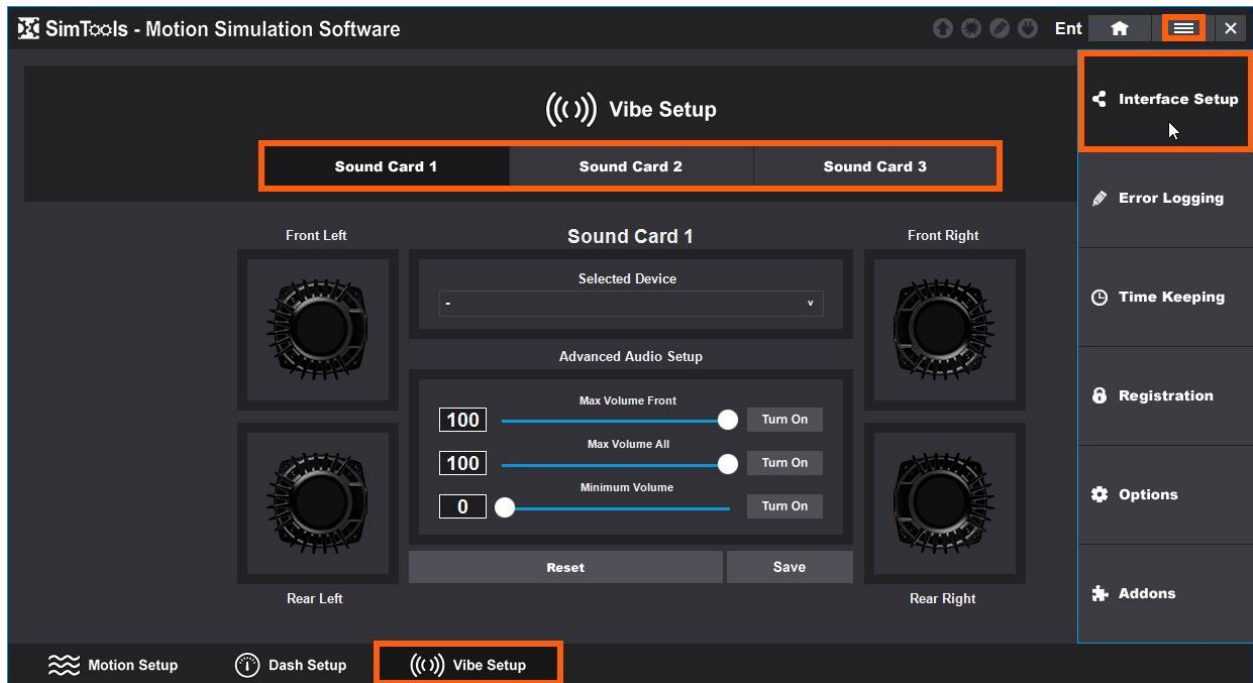 SimTools - Motion Simulation Software
Ent
Vibe Setup
Sound Card 1
Sound Card 2
Sound Card 3
Front Left
Sound Card 1
Front Right
Selected Device
-
v
Advanced Audio Setup
Max Volume Front
100
Turn On
Max Volume All
100
Turn On
Minimum Volume
0
Turn On
Reset
Save
Rear Left
Rear Right
Interface Setup
Error Logging
Time Keeping
Registration
Options
Addons
Motion Setup
Dash Setup
Vibe Setup